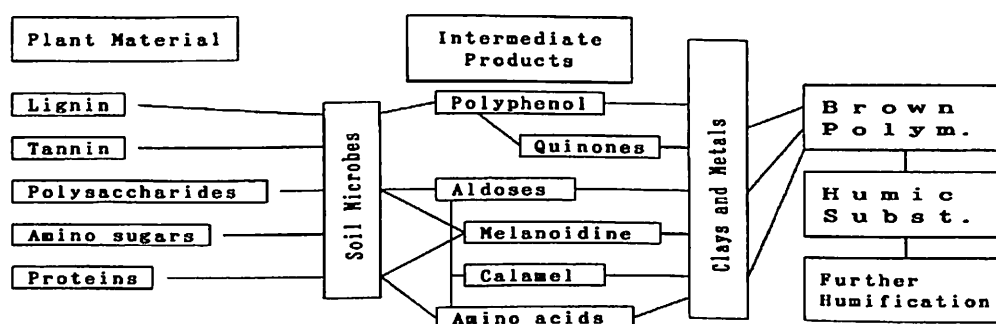 Plant Material
Intermediate
Products
Lignin
Tannin
Polysaccharides
Amino sugars
Proteins
Soil Microbes
Polyphenol
Quinones
Aldoses
Melanoidine
Calamel
Amino acids
Clays and Metals
Brown
Polym.
Humic
Subst.
Further
Humification